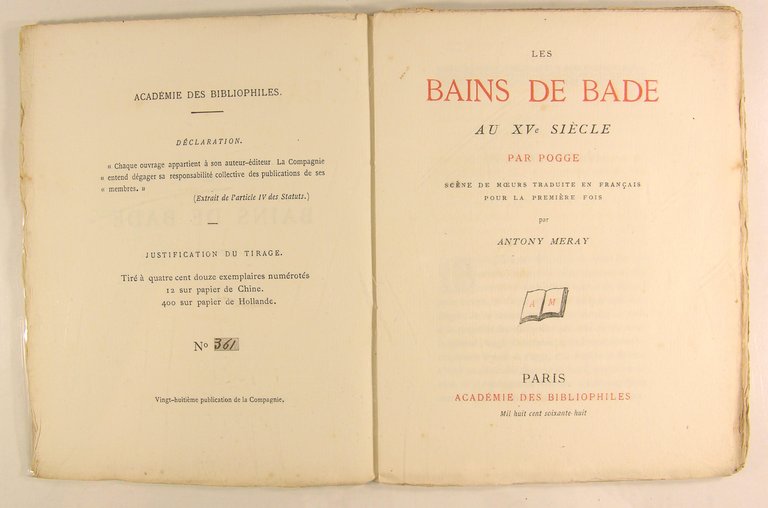 ACADÉMIE DES BIBLIOPHILES.
DÉCLARATION.
« Chaque ouvrage appartient à son auteur-éditeur La Compagnie
« entend dégager sa responsabilité collective des publications de ses
« membres. »
(Extrait de l'article IV des Statuts.)
JUSTIFICATION DU TIRAGE.
Tiré à quatre cent douze exemplaires numérotés
12 sur papier de Chine.
400 sur papier de Hollande.
No 361
Vingt-huitième publication de la Compagnie.
LES
BAINS DE BADE
AU XVe SIÈCLE
PAR POGGE
SCÈNE DE MŒURS TRADUITE EN FRANÇAIS
POUR LA PREMIÈRE FOIS
par
ANTONY MERAY
A M
PARIS
ACADÉMIE DES BIBLIOPHILES
Mil huit cent soixante huit